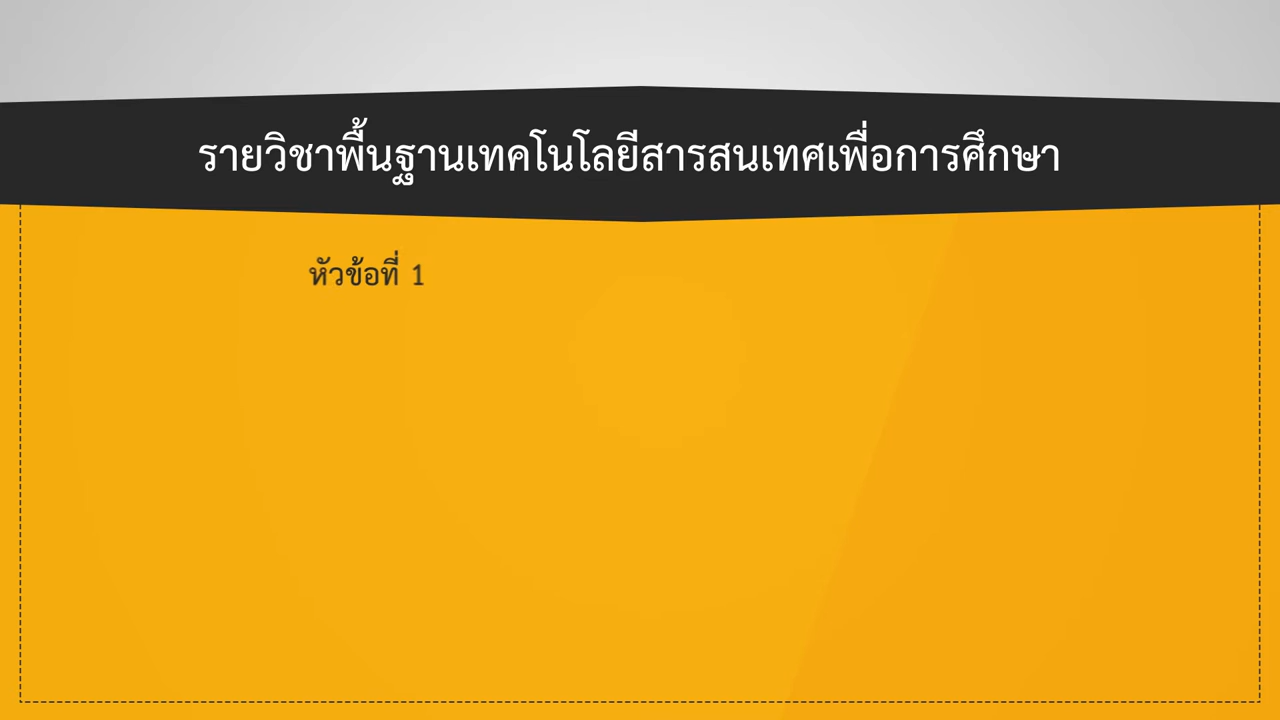 รายวิชาพื้นฐานเทคโนโลยีสารสนเทศเพื่อการศึกษา
หัวข้อที่ 1